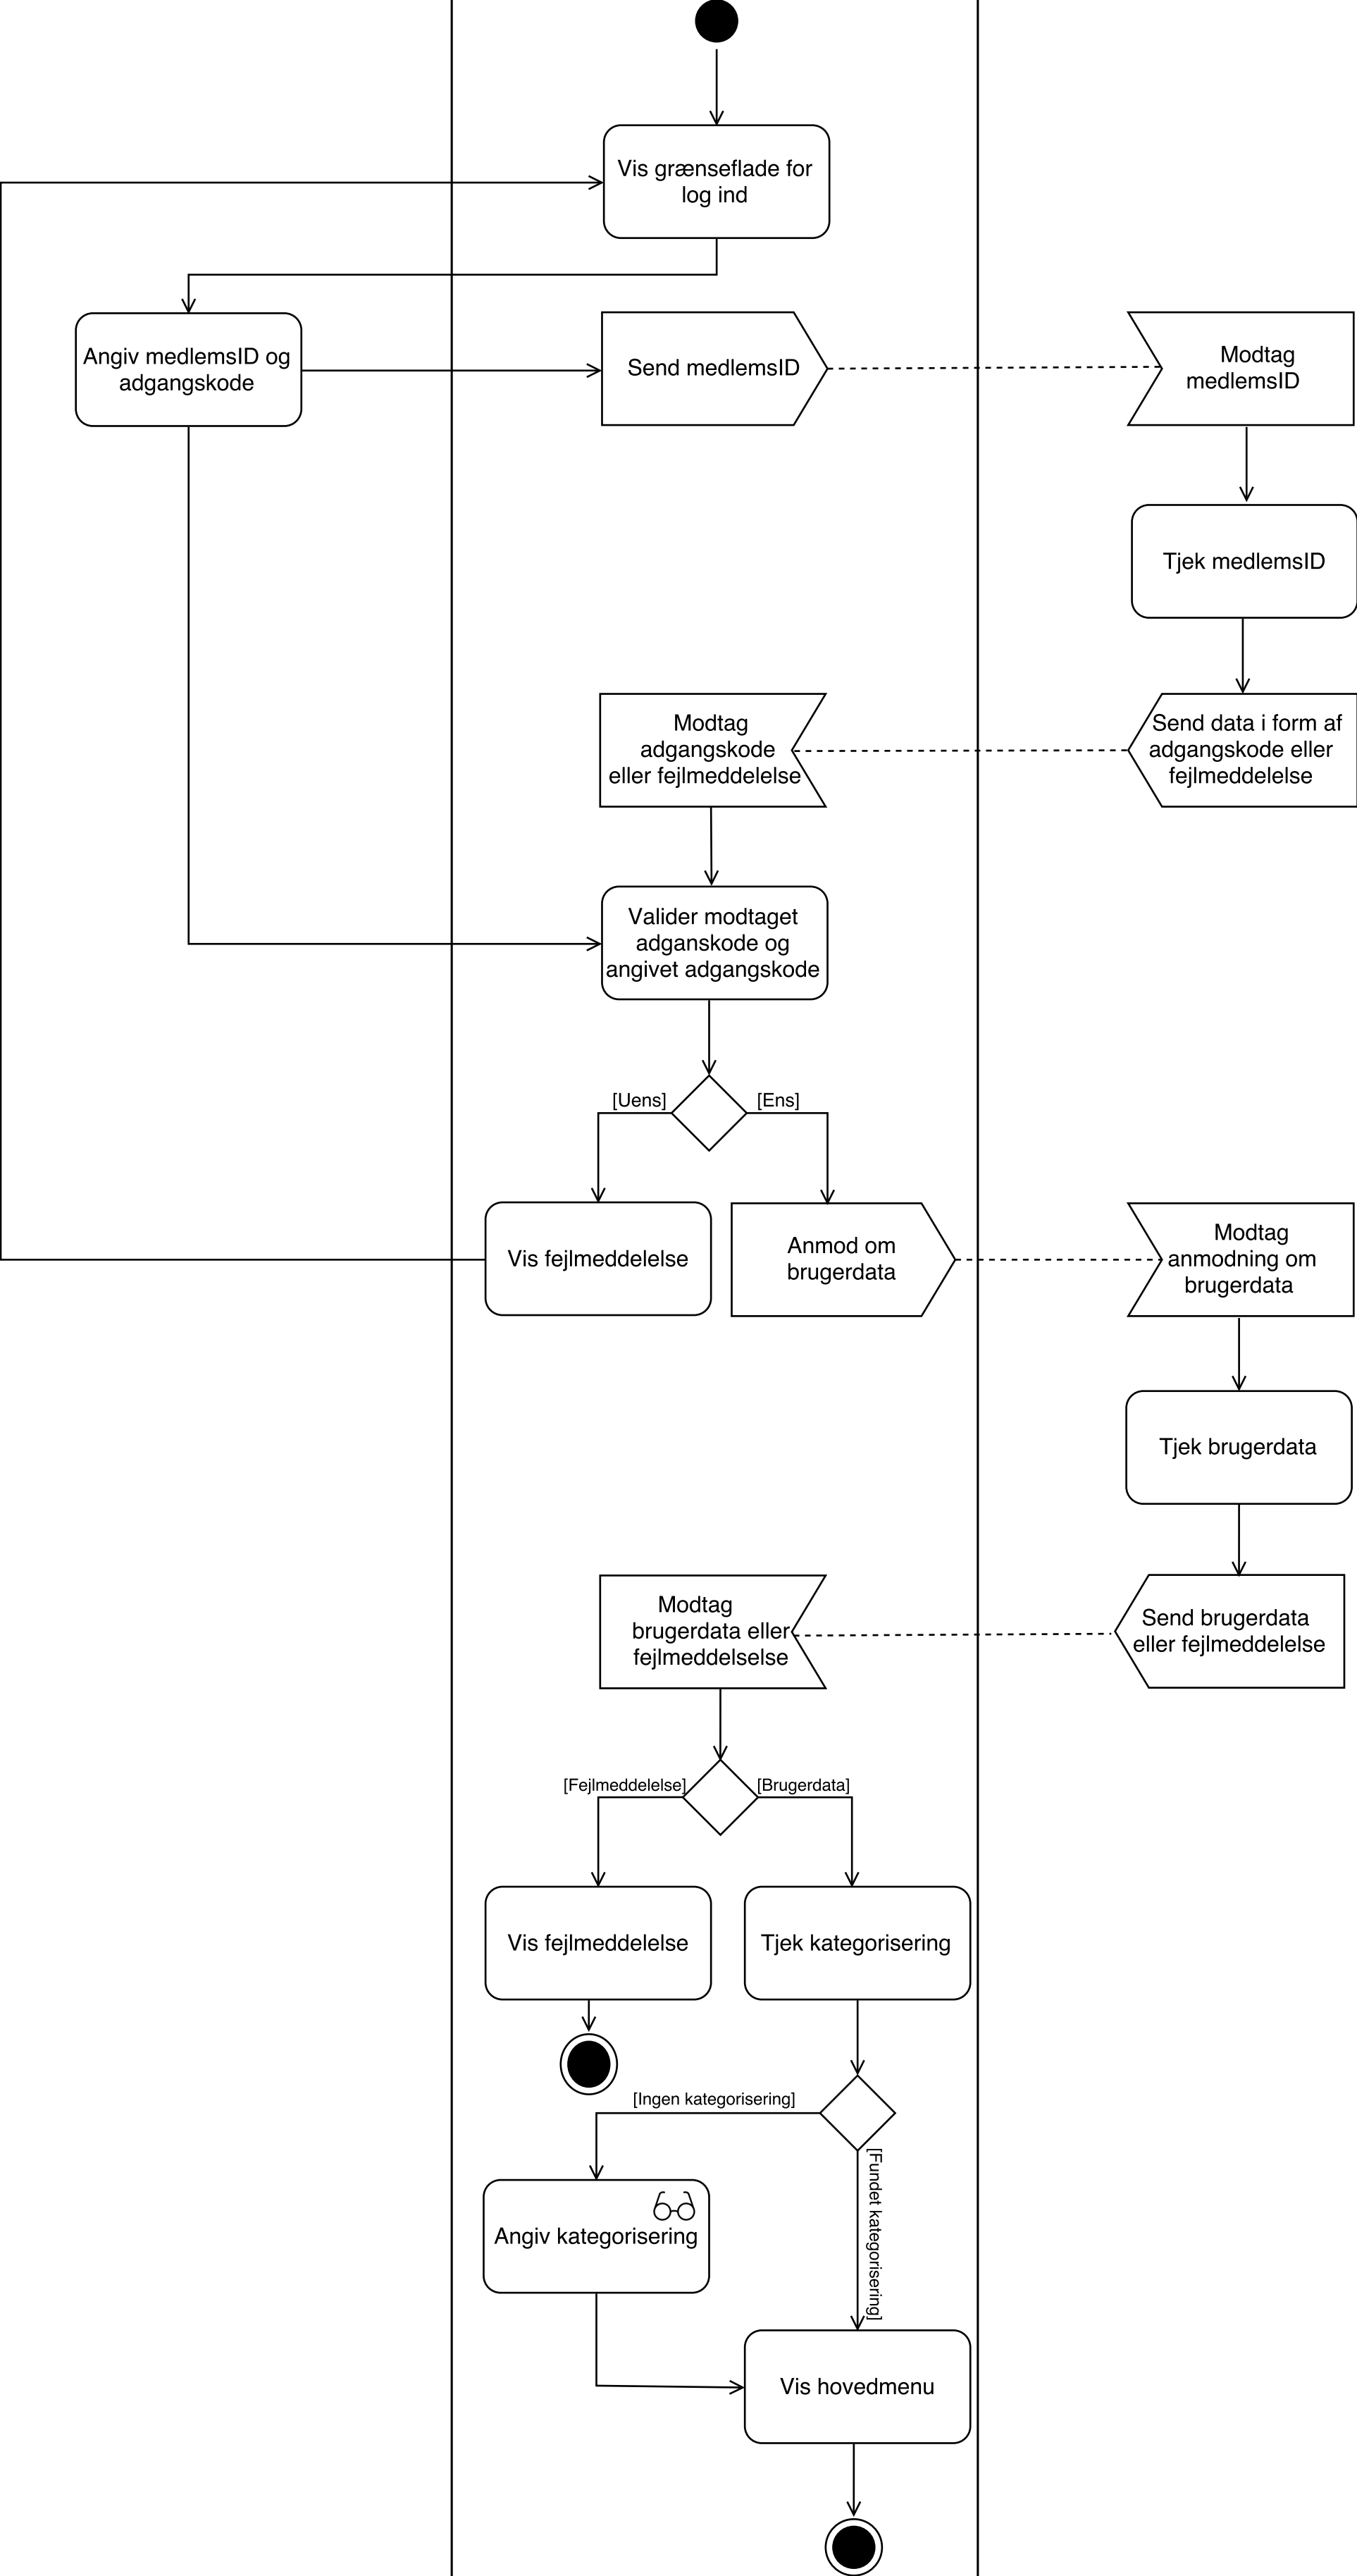 Vis grænseflade for
log ind
Angiv medlemsID og
adgangskode
Send medlemsID
Modtag
medlemsID
Tjek medlemsID
Modtag
adgangskode
eller fejlmeddelelse
Send data i form af
adgangskode eller
fejlmeddelelse
Valider modtaget
adganskode og
angivet adgangskode
[Uens]
[Ens]
Vis fejlmeddelelse
Anmod om
brugerdata
Modtag
anmodning om
brugerdata
Tjek brugerdata
Modtag
brugerdata eller
fejlmeddelselse
Send brugerdata
eller fejlmeddelelse
[Fejlmeddelelse]
[Brugerdata]
Vis fejlmeddelelse
Tjek kategorisering
[Ingen kategorisering]
[Fundet kategorisering]
Angiv kategorisering
Vis hovedmenu